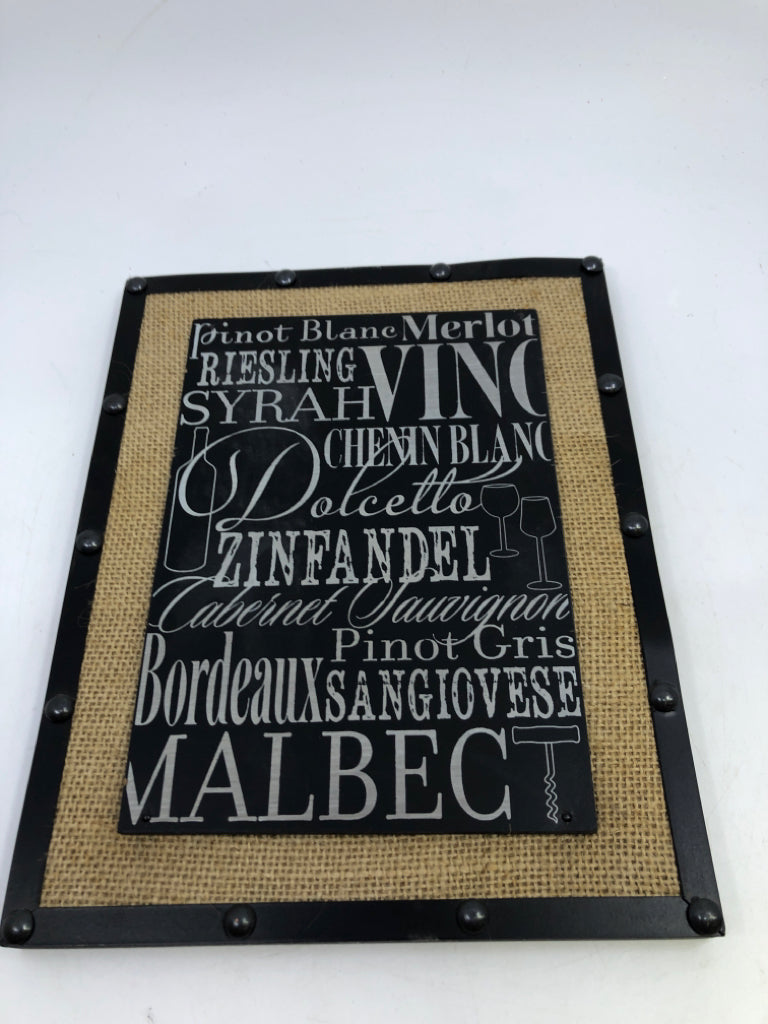 Pinot Blanc Merlot
RIESLING VINO
SYRAH
CHENIN BLANC
Dolcetto
ZINFANDEL
Cabernet Sauvignon
Pinot Gris
Bordeaux SANGIOVESE
MALBEC